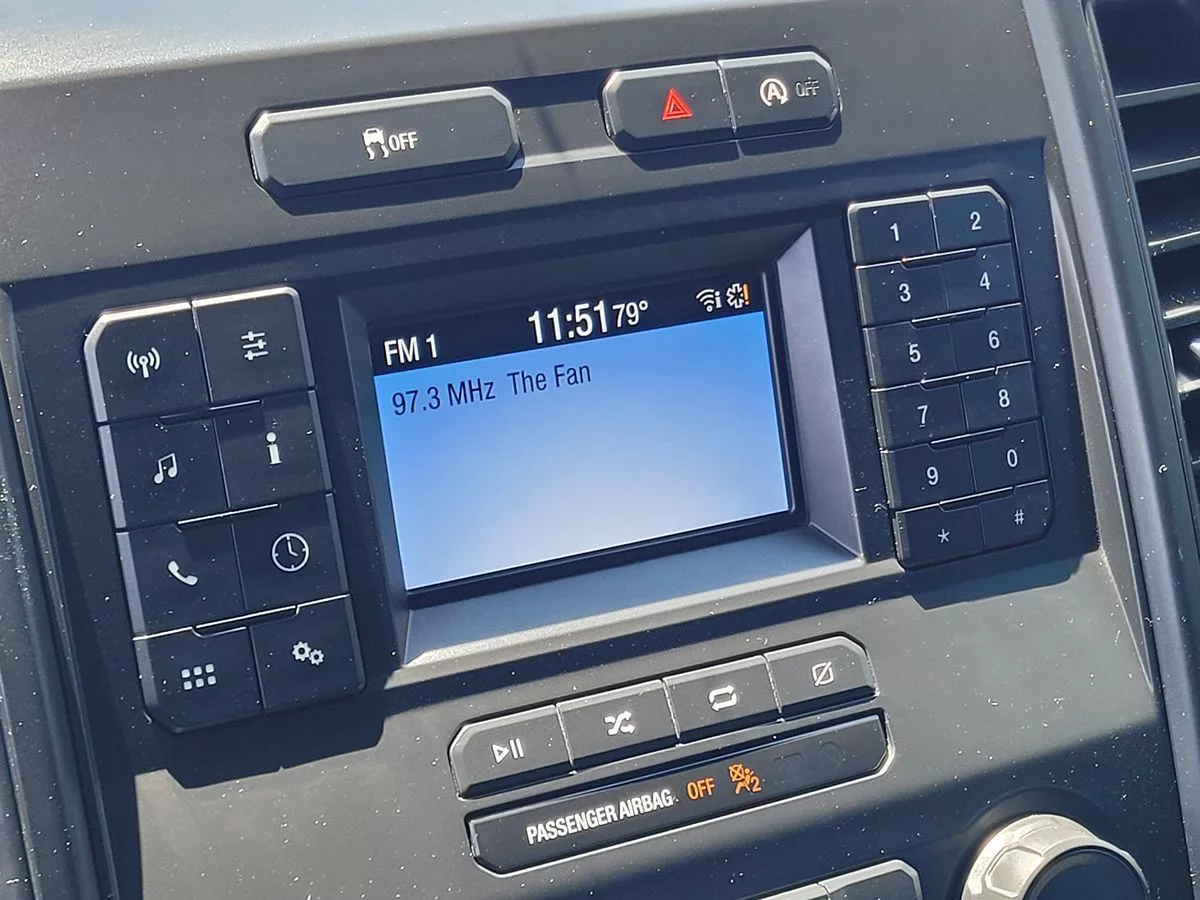 OFF
A OFF
FM 1 11:51 79° i
97.3 MHz The Fan
i
1 2
3 4
5 6
7 8
9 0
* #
PASSENGER AIRBAG OFF 2